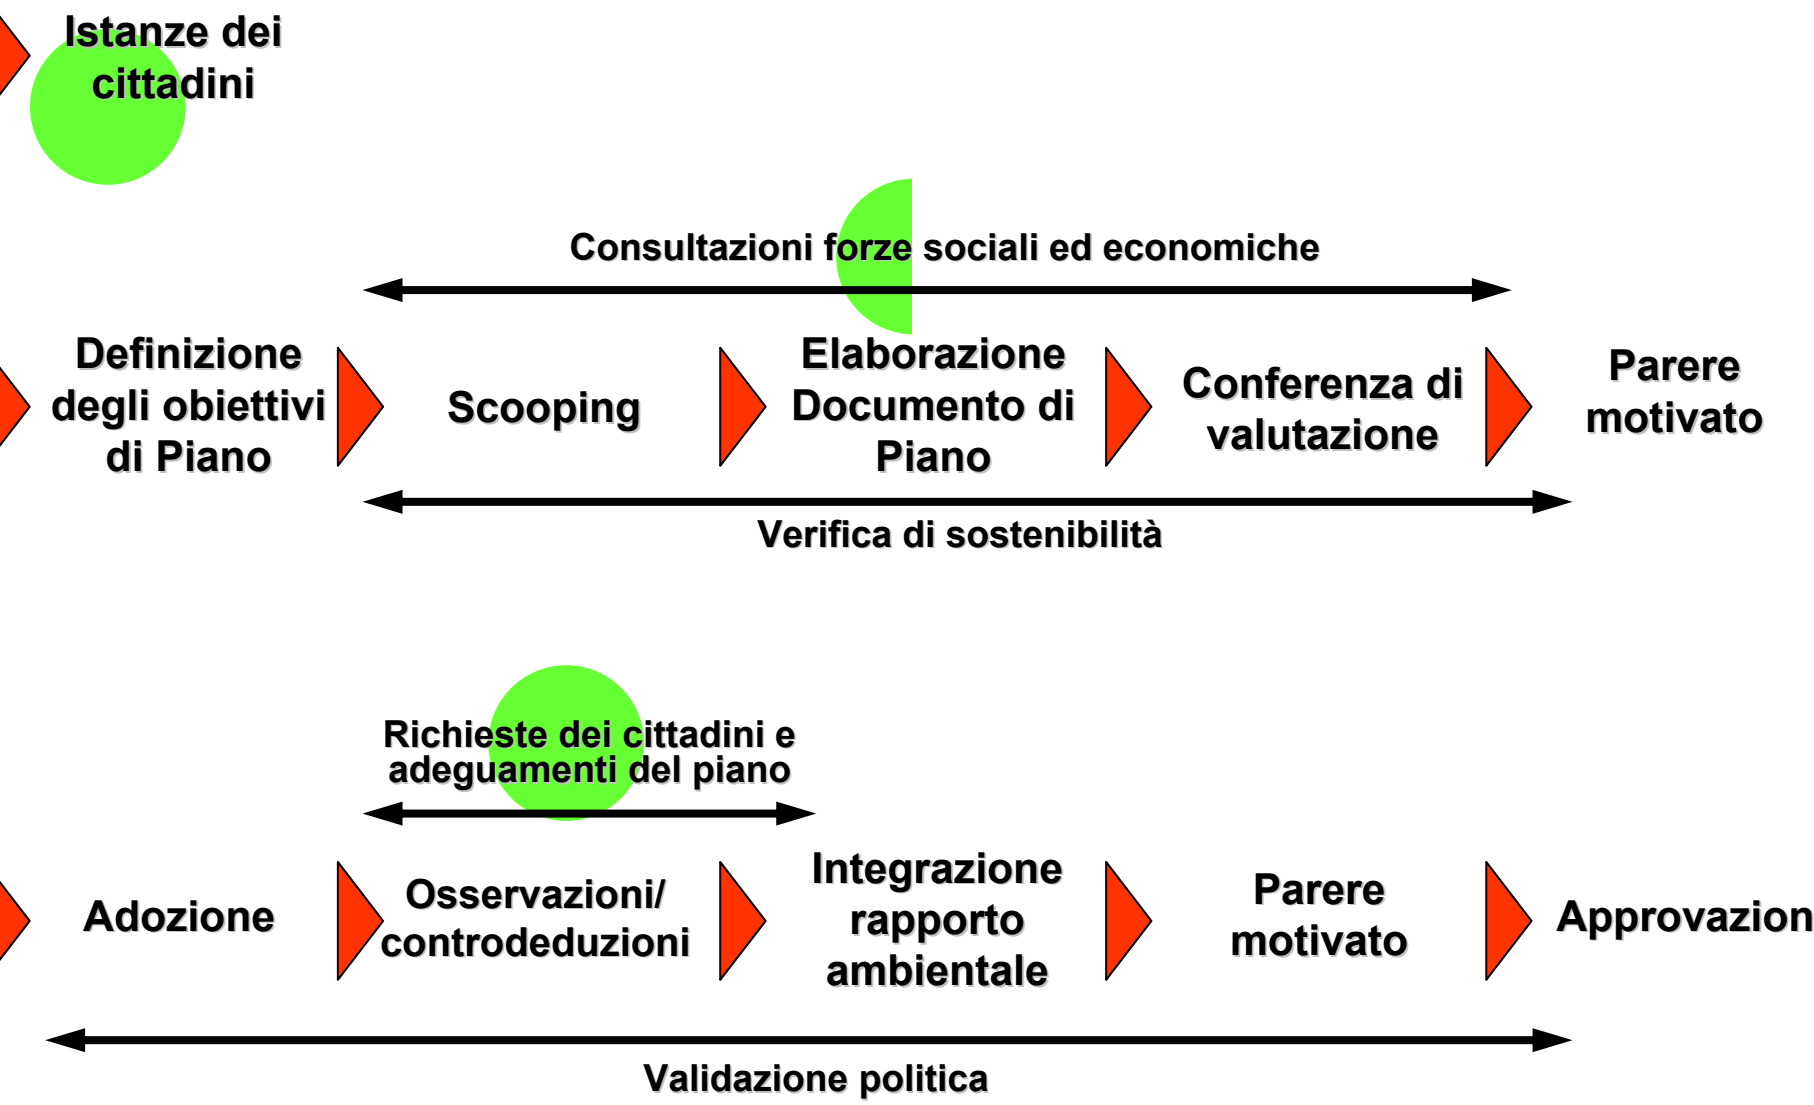 Istanze dei
cittadini
Consultazioni forze sociali ed economiche
Definizione
degli obiettivi
di Piano
Scooping
Elaborazione
Documento di
Piano
Conferenza di
valutazione
Parere
motivato
Verifica di sostenibilità
Richieste dei cittadini e
adeguamenti del piano
Adozione
Osservazioni/
controdeduzioni
Integrazione
rapporto
ambientale
Parere
motivato
Approvazion
Validazione politica